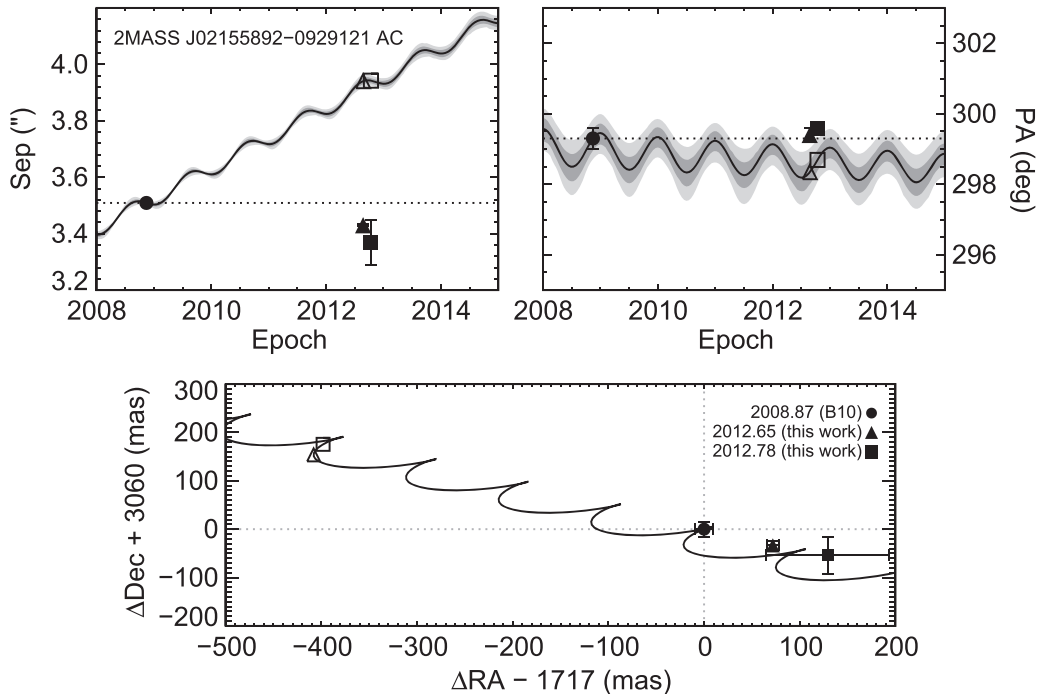 2MASS J02155892−0929121 AC
4.0
3.8
3.6
3.4
3.2
Sep (")
2008 2010 2012 2014
Epoch
302
300
298
296
PA (deg)
2008 2010 2012 2014
Epoch
300
200
100
0
−100
−200
ΔDec + 3060 (mas)
2008.87 (B10)
2012.65 (this work)
2012.78 (this work)
−500 −400 −300 −200 −100 0 100 200
ΔRA − 1717 (mas)